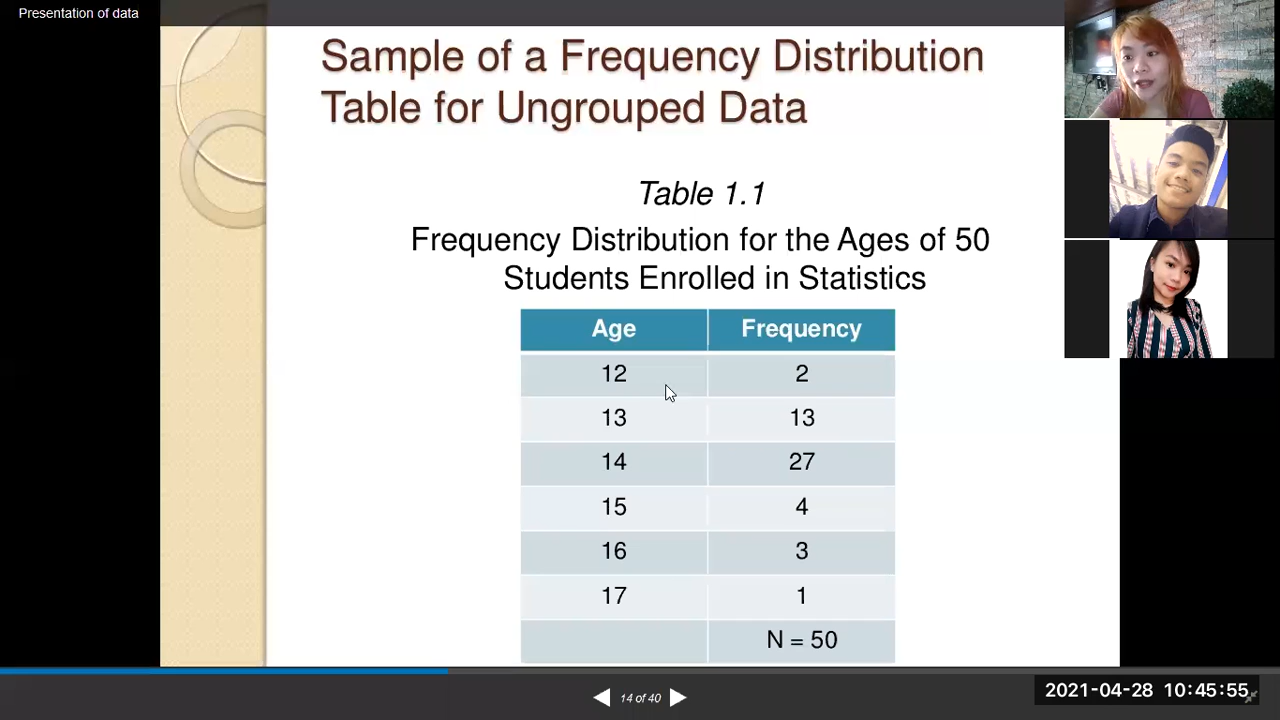 Presentation of data
Sample of a Frequency Distribution
Table for Ungrouped Data
Table 1.1
Frequency Distribution for the Ages of 50
Students Enrolled in Statistics
Age Frequency
12 2
13 13
14 27
15 4
16 3
17 1
N = 50
14 of 40
2021-04-28 10:45:55